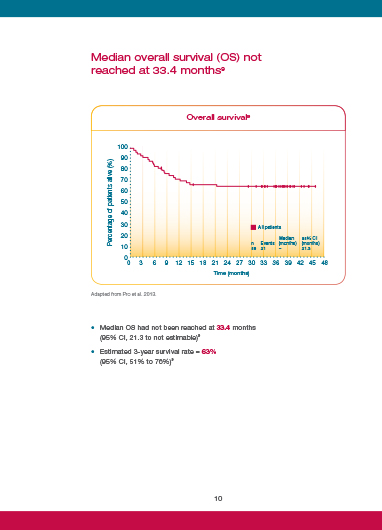 Median overall survival (OS) not
reached at 33.4 months
Overall survival
Percentage of patients alive (%)
100
90
80
70
60
50
40
30
20
10
0
All patients
Median
(months)
95% CI
(months)
n
Events
–
21.3
0 3 6 9 12 15 18 21 24 27 30 33 36 39 42 45 48
Time (months)
Adapted from Pro et al. 2013.
• Median OS had not been reached at 33.4 months
(95% CI, 21.3 to not estimable)
• Estimated 3-year survival rate = 63%
(95% CI, 51% to 76%)
10